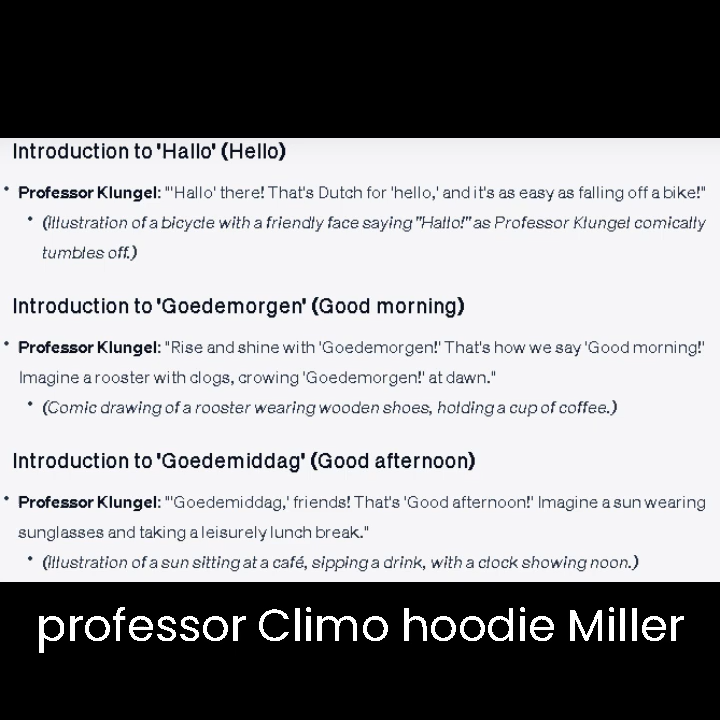 Introduction to 'Hallo' (Hello)
• Professor Klungel: "'Hallo' there! That's Dutch for 'hello,' and it's as easy as falling off a bike!"
• (Illustration of a bicycle with a friendly face saying "Hallo!" as Professor Klungel comically
tumbles off.)
Introduction to 'Goedemorgen' (Good morning)
• Professor Klungel: "Rise and shine with 'Goedemorgen!' That's how we say 'Good morning!'
Imagine a rooster with clogs, crowing 'Goedemorgen!' at dawn."
• (Comic drawing of a rooster wearing wooden shoes, holding a cup of coffee.)
Introduction to 'Goedemiddag' (Good afternoon)
• Professor Klungel: "'Goedemiddag,' friends! That's 'Good afternoon!' Imagine a sun wearing
sunglasses and taking a leisurely lunch break."
• (Illustration of a sun sitting at a café, sipping a drink, with a clock showing noon.)
professor Climo hoodie Miller